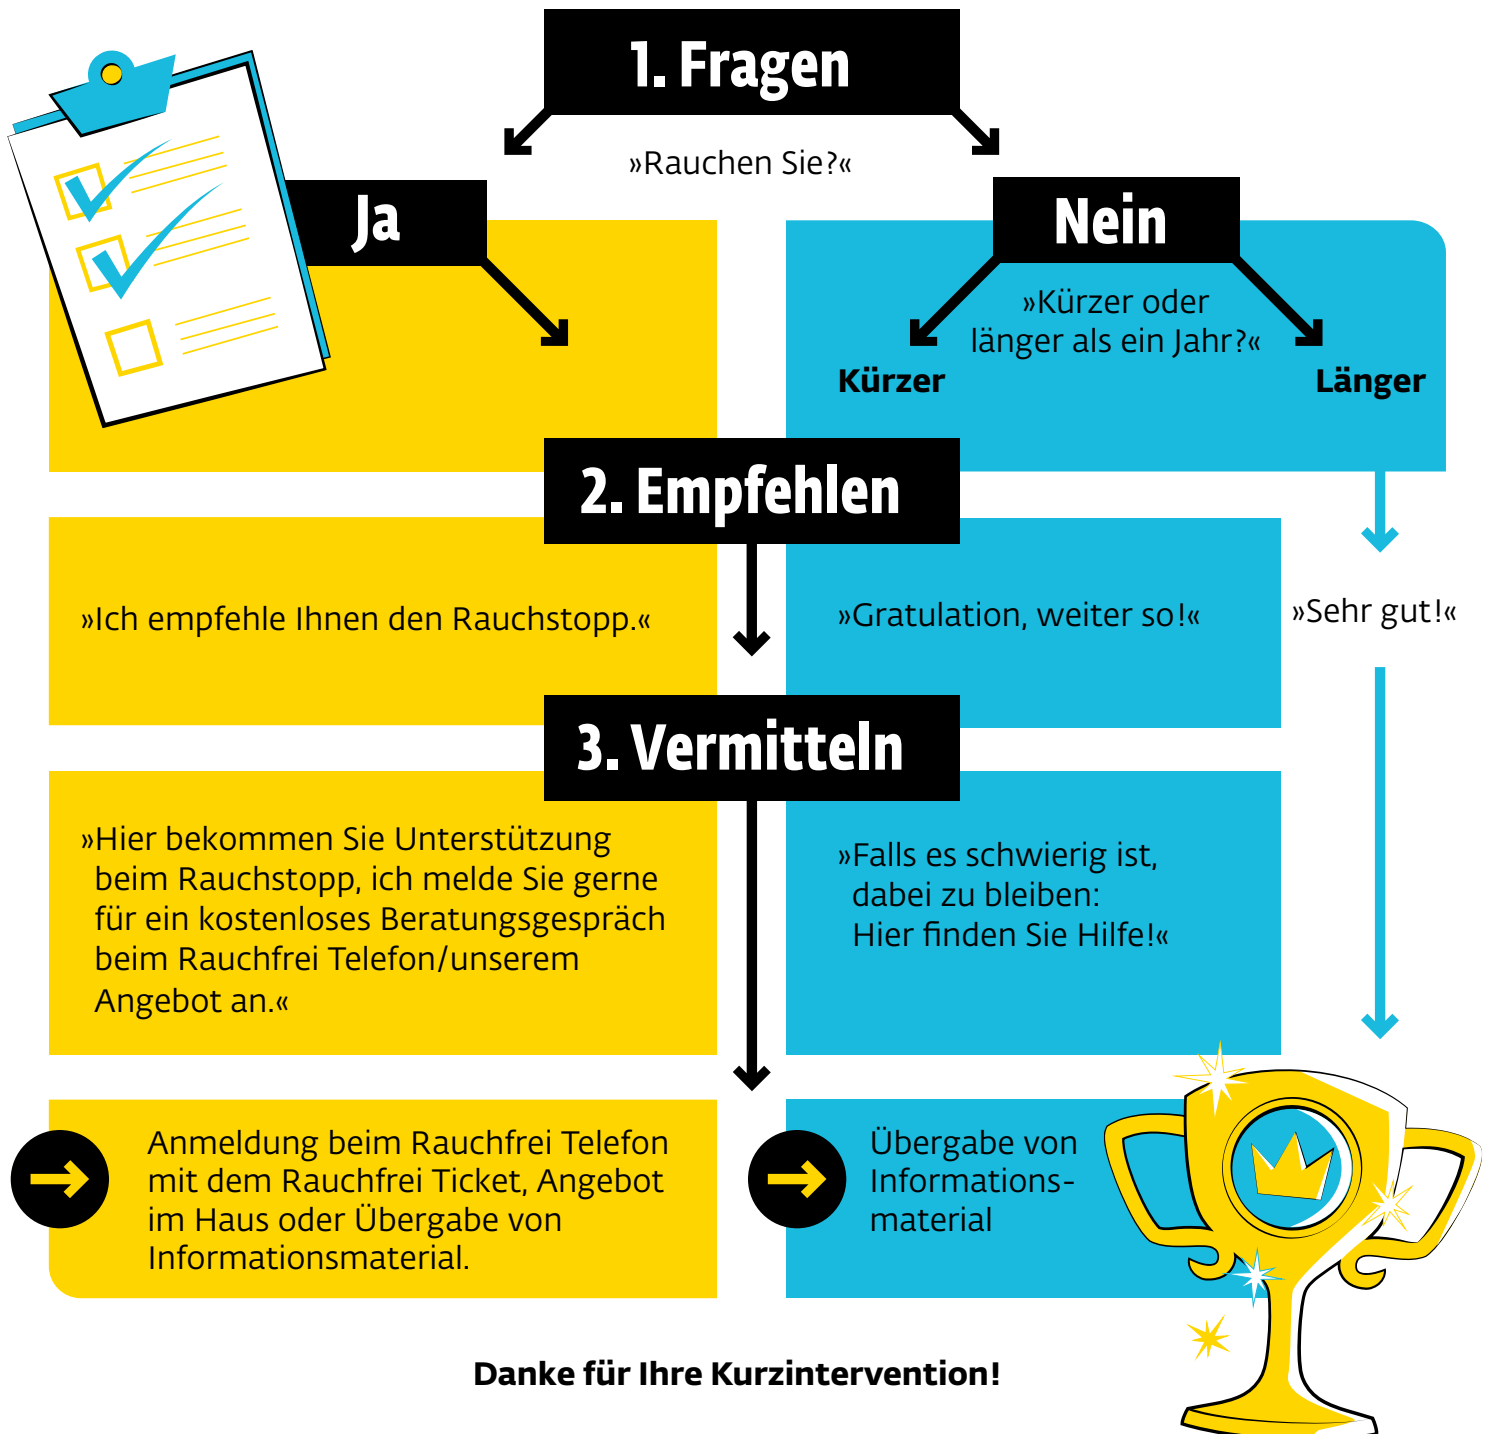 1. Fragen
»Rauchen Sie?«
Ja
Nein
»Kürzer oder
länger als ein Jahr?«
Kürzer
Länger
2. Empfehlen
»Ich empfehle Ihnen den Rauchstopp.«
»Gratulation, weiter so!«
»Sehr gut!«
3. Vermitteln
»Hier bekommen Sie Unterstützung
beim Rauchstopp, ich melde Sie gerne
für ein kostenloses Beratungsgespräch
beim Rauchfrei Telefon/unserem
Angebot an.«
»Falls es schwierig ist,
dabei zu bleiben:
Hier finden Sie Hilfe!«
Anmeldung beim Rauchfrei Telefon
mit dem Rauchfrei Ticket, Angebot
im Haus oder Übergabe von
Informationsmaterial.
Übergabe von
Informations-
material
Danke für Ihre Kurzintervention!